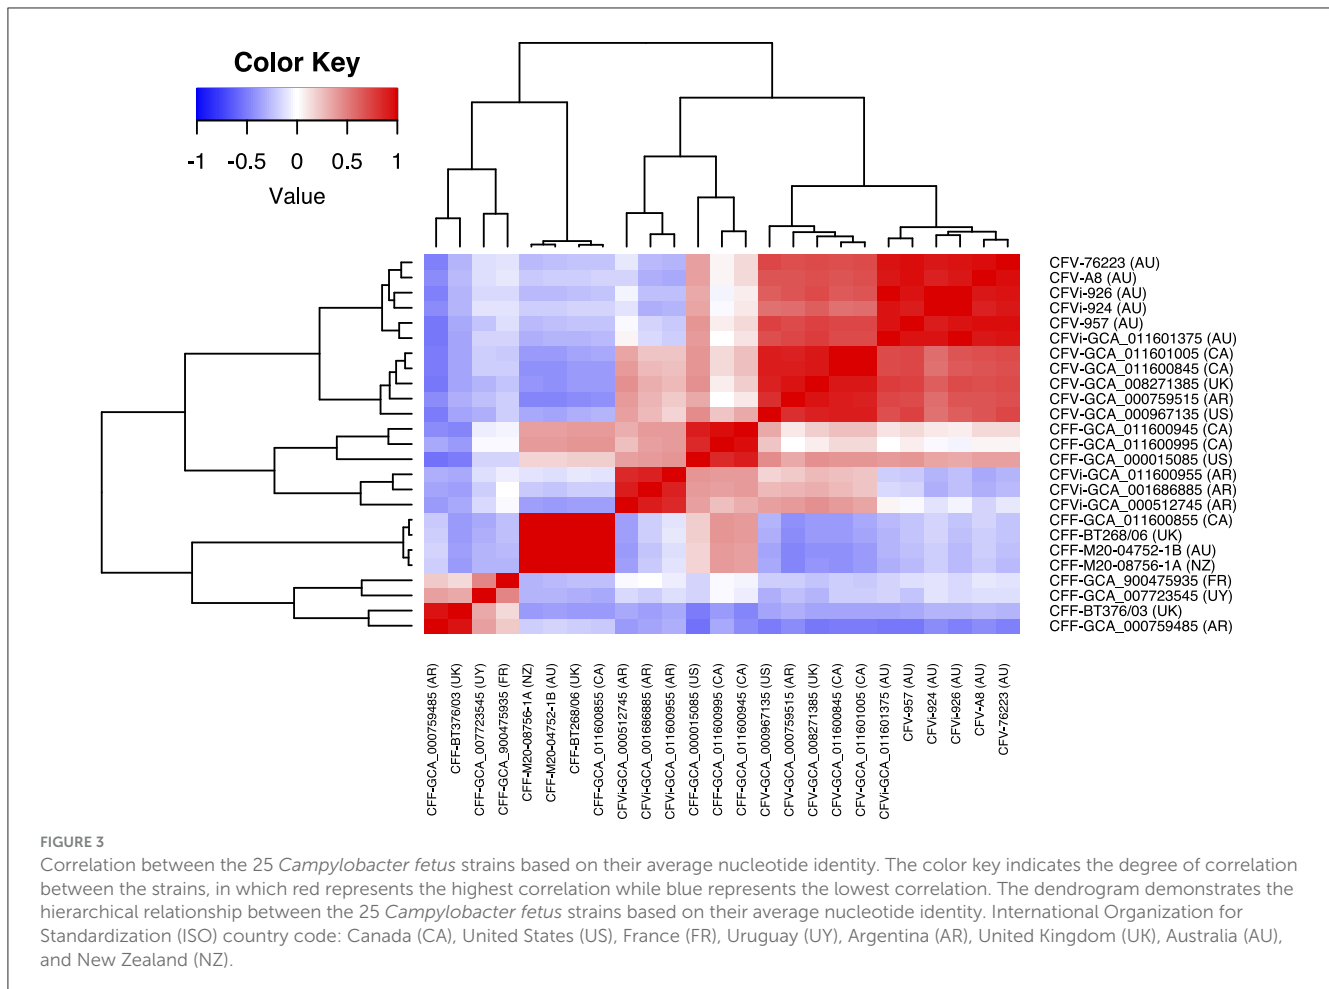 Color Key
-1 -0.5 0 0.5 1
Value
CFV-76223 (AU)
CFV-A8 (AU)
CFVi-926 (AU)
CFVi-924 (AU)
CFV-957 (AU)
CFVi-GCA_011601375 (AU)
CFV-GCA_011601005 (CA)
CFV-GCA_011600845 (CA)
CFV-GCA_008271385 (UK)
CFV-GCA_000759515 (AR)
CFV-GCA_000967135 (US)
CFF-GCA_011600945 (CA)
CFF-GCA_011600995 (CA)
CFF-GCA_000015085 (US)
CFVi-GCA_011600955 (AR)
CFVi-GCA_001686885 (AR)
CFVi-GCA_000512745 (AR)
CFF-GCA_011600855 (CA)
CFF-BT268/06 (UK)
CFF-M20-04752-1B (AU)
CFF-M20-08756-1A (NZ)
CFF-GCA_900475935 (FR)
CFF-GCA_007723545 (UY)
CFF-BT376/03 (UK)
CFF-GCA_000759485 (AR)
CFF-GCA_000759485 (AR)
CFF-BT376/03 (UK)
CFF-GCA_007723545 (UY)
CFF-GCA_900475935 (FR)
CFF-M20-08756-1A (NZ)
CFF-M20-04752-1B (AU)
CFF-BT268/06 (UK)
CFF-GCA_011600855 (CA)
CFVi-GCA_000512745 (AR)
CFVi-GCA_001686885 (AR)
CFVi-GCA_011600955 (AR)
CFF-GCA_000015085 (US)
CFF-GCA_011600995 (CA)
CFF-GCA_011600945 (CA)
CFV-GCA_000967135 (US)
CFV-GCA_000759515 (AR)
CFV-GCA_008271385 (UK)
CFV-GCA_011600845 (CA)
CFV-GCA_011601005 (CA)
CFVi-GCA_011601375 (AU)
CFV-957 (AU)
CFVi-924 (AU)
CFVi-926 (AU)
CFV-A8 (AU)
CFV-76223 (AU)
FIGURE 3
Correlation between the 25 Campylobacter fetus strains based on their average nucleotide identity. The color key indicates the degree of correlation
between the strains, in which red represents the highest correlation while blue represents the lowest correlation. The dendrogram demonstrates the
hierarchical relationship between the 25 Campylobacter fetus strains based on their average nucleotide identity. International Organization for
Standardization (ISO) country code: Canada (CA), United States (US), France (FR), Uruguay (UY), Argentina (AR), United Kingdom (UK), Australia (AU),
and New Zealand (NZ).